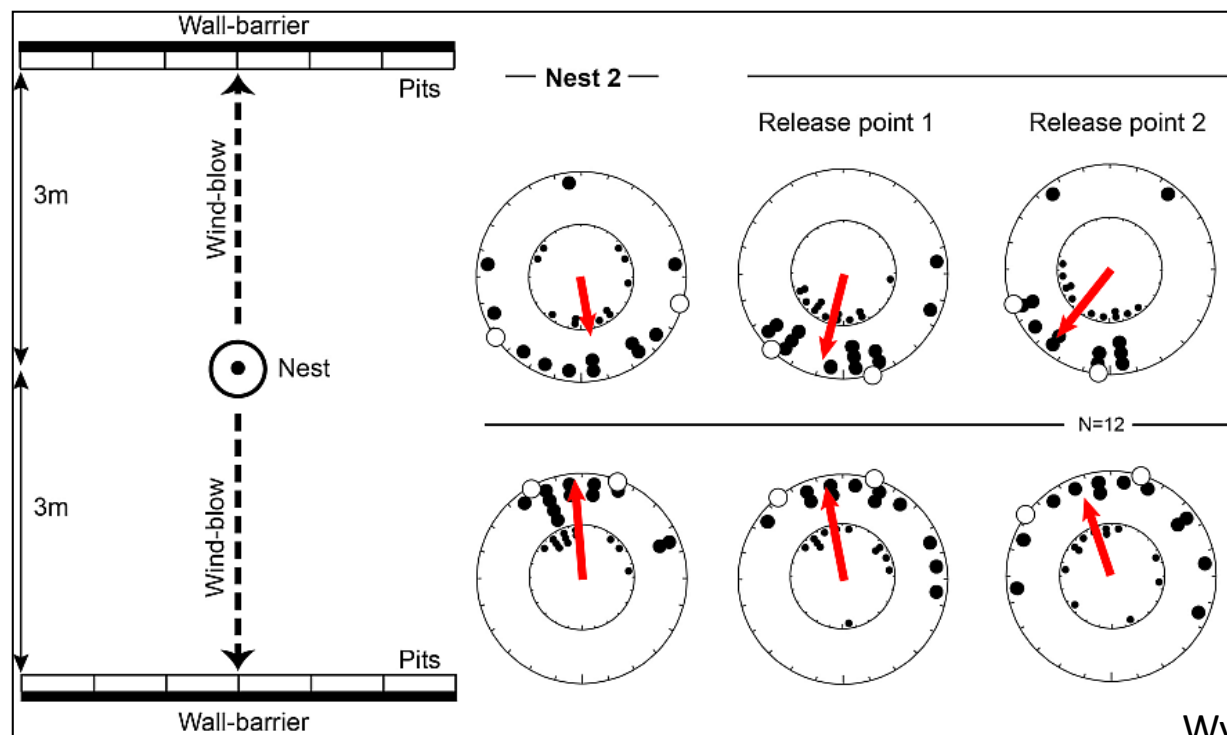 Wall-barrier
Pits
3m
Wind-blow
Nest
3m
Wind-blow
Pits
Wall-barrier
Nest 2
Release point 1
Release point 2
N=12
Wy